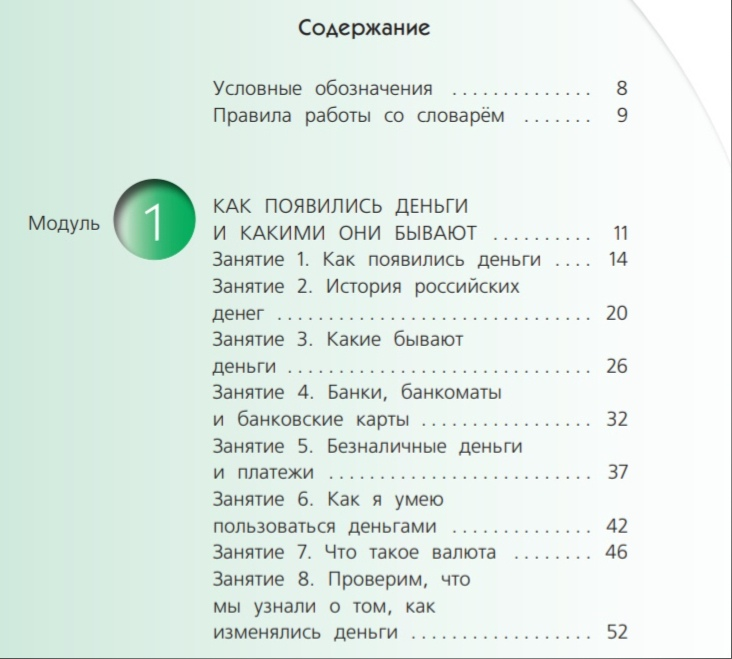 Содержание
Условные обозначения .............. 8
Правила работы со словарём ....... 9
Модуль 1
КАК ПОЯВИЛИСЬ ДЕНЬГИ
И КАКИМИ ОНИ БЫВАЮТ .......... 11
Занятие 1. Как появились деньги .... 14
Занятие 2. История российских
денег ................................ 20
Занятие 3. Какие бывают
деньги ............................... 26
Занятие 4. Банки, банкоматы
и банковские карты ................. 32
Занятие 5. Безналичные деньги
и платежи .......................... 37
Занятие 6. Как я умею
пользоваться деньгами .............. 42
Занятие 7. Что такое валюта ........ 46
Занятие 8. Проверим, что
мы узнали о том, как
изменялись деньги .................. 52